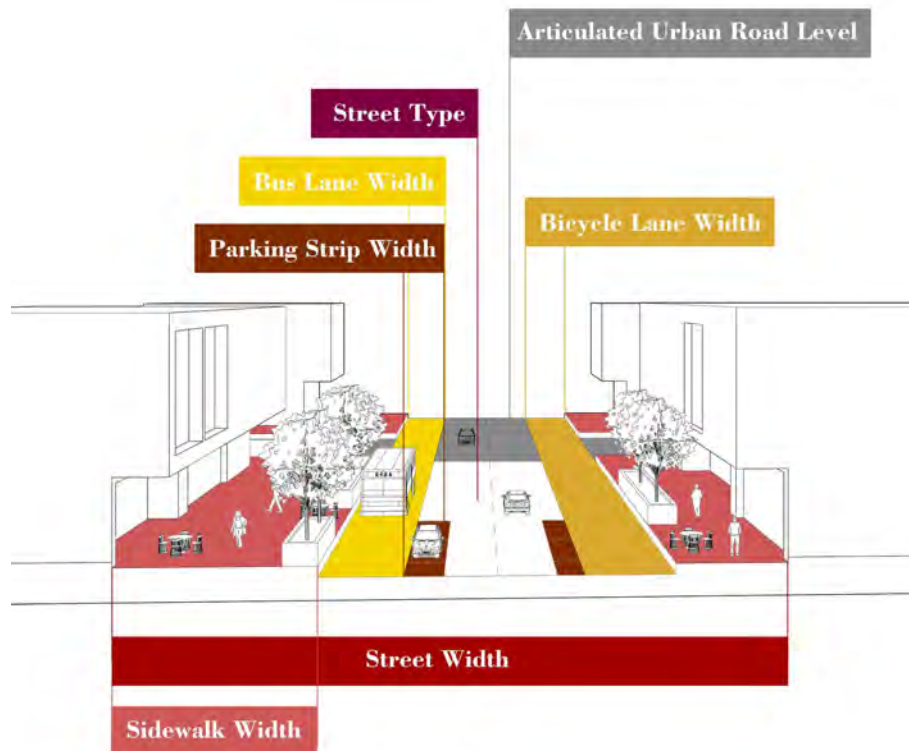 Articulated Urban Road Level
Street Type
Bus Lane Width
Bicycle Lane Width
Parking Strip Width
Street Width
Sidewalk Width